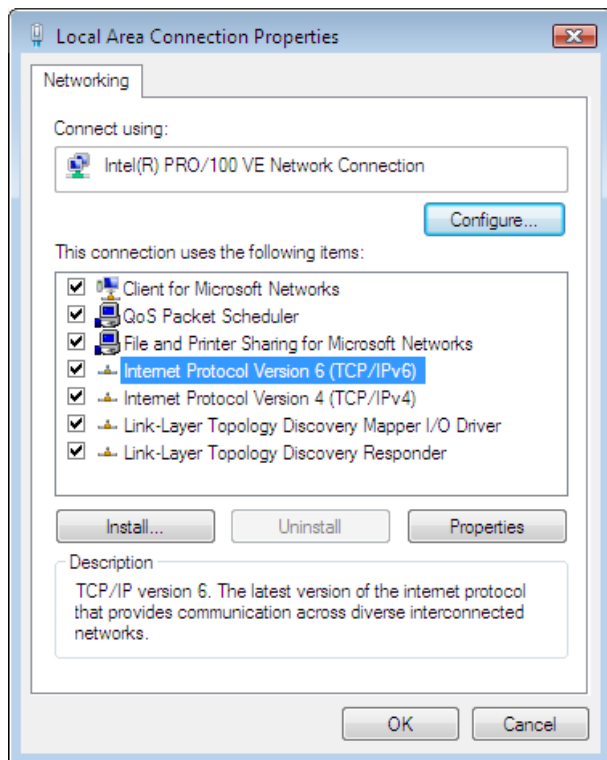 Local Area Connection Properties
Networking
Connect using:
Intel(R) PRO/100 VE Network Connection
Configure...
This connection uses the following items:
Client for Microsoft Networks
QoS Packet Scheduler
File and Printer Sharing for Microsoft Networks
Internet Protocol Version 6 (TCP/IPv6)
Internet Protocol Version 4 (TCP/IPv4)
Link-Layer Topology Discovery Mapper I/O Driver
Link-Layer Topology Discovery Responder
Install... Uninstall Properties
Description
TCP/IP version 6. The latest version of the internet protocol
that provides communication across diverse interconnected
networks.
OK Cancel